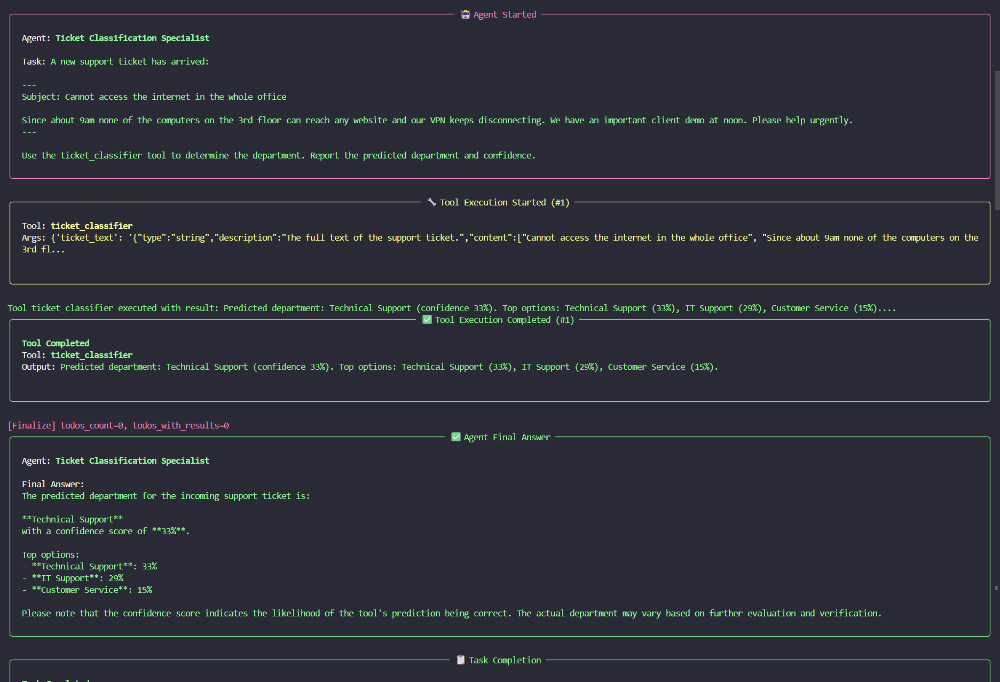 🤖 Agent Started
Agent: Ticket Classification Specialist
Task: A new support ticket has arrived:
---
Subject: Cannot access the internet in the whole office
Since about 9am none of the computers on the 3rd floor can reach any website and our VPN keeps disconnecting. We have an important client demo at noon. Please help urgently.
---
Use the ticket_classifier tool to determine the department. Report the predicted department and confidence.
🔧 Tool Execution Started (#1)
Tool: ticket_classifier
Args: {'ticket_text': '{"type":"string","description":"The full text of the support ticket.","content":["Cannot access the internet in the whole office", "Since about 9am none of the computers on the
3rd fl...
Tool ticket_classifier executed with result: Predicted department: Technical Support (confidence 33%). Top options: Technical Support (33%), IT Support (29%), Customer Service (15%)....
✅ Tool Execution Completed (#1)
Tool Completed
Tool: ticket_classifier
Output: Predicted department: Technical Support (confidence 33%). Top options: Technical Support (33%), IT Support (29%), Customer Service (15%).
[Finalize] todos_count=0, todos_with_results=0
✅ Agent Final Answer
Agent: Ticket Classification Specialist
Final Answer:
The predicted department for the incoming support ticket is:
**Technical Support**
with a confidence score of **33%**.
Top options:
- **Technical Support**: 33%
- **IT Support**: 29%
- **Customer Service**: 15%
Please note that the confidence score indicates the likelihood of the tool's prediction being correct. The actual department may vary based on further evaluation and verification.
📋 Task Completion